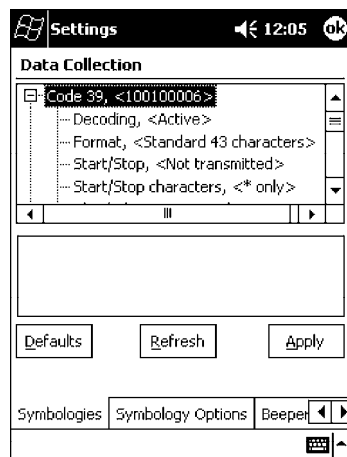 Settings 12:05 ok
Data Collection
Code 39, <100100006>
Decoding, <Active>
Format, <Standard 43 characters>
Start/Stop, <Not transmitted>
Start/Stop characters, <* only>
Defaults Refresh Apply
Symbologies Symbology Options Beeper